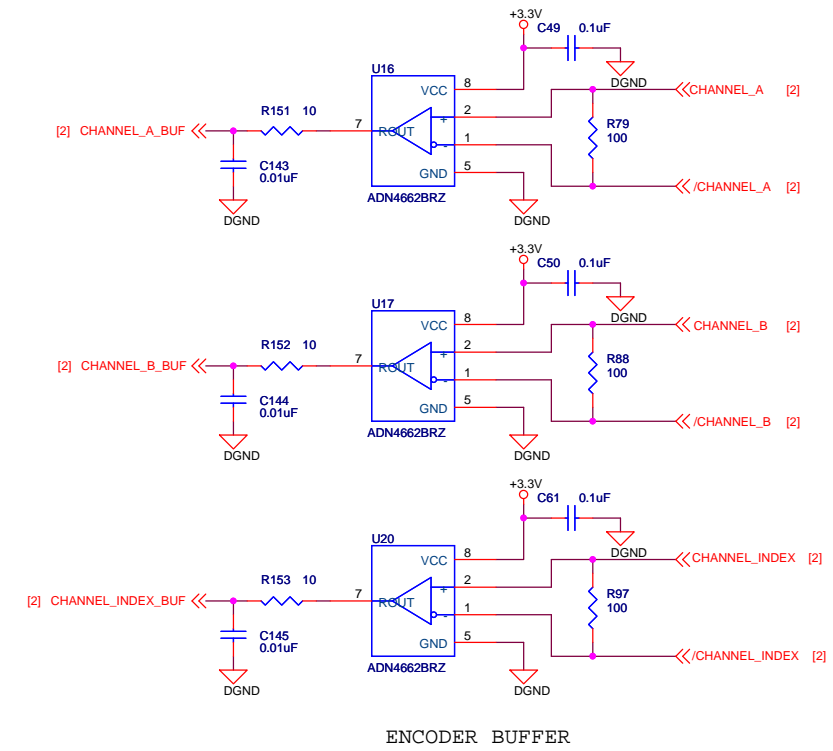 +3.3V
C49 0.1uF
U16
DGND
VCC 8
CHANNEL_A [2]
R151 10
2
+
R79
100
[2] CHANNEL_A_BUF
7 ROUT
1
-
C143
0.01uF
GND 5
/CHANNEL_A [2]
ADN4662BRZ
DGND
DGND
+3.3V
C50 0.1uF
U17
DGND
VCC 8
CHANNEL_B [2]
R152 10
2
+
R88
100
[2] CHANNEL_B_BUF
7 ROUT
1
-
C144
0.01uF
GND 5
/CHANNEL_B [2]
ADN4662BRZ
DGND
DGND
+3.3V
C61 0.1uF
U20
DGND
VCC 8
CHANNEL_INDEX [2]
R153 10
2
+
R97
100
[2] CHANNEL_INDEX_BUF
7 ROUT
1
-
C145
0.01uF
GND 5
/CHANNEL_INDEX [2]
ADN4662BRZ
DGND
DGND
ENCODER BUFFER